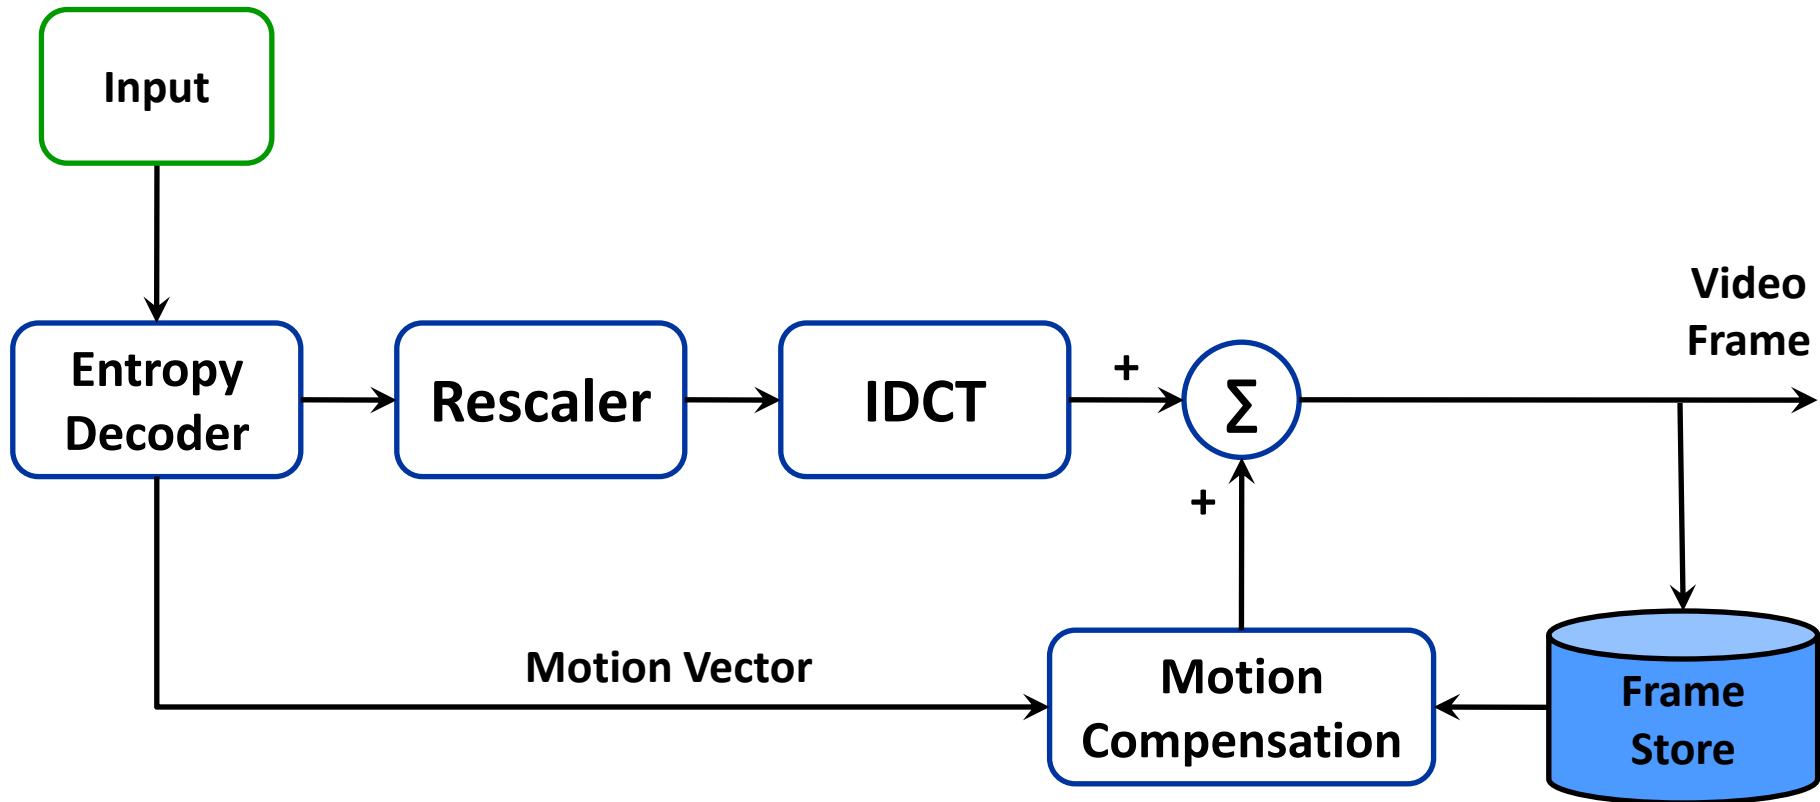 Input
Video
Frame
Entropy
Decoder
Rescaler
IDCT
+
Σ
+
Motion Vector
Motion
Compensation
Frame
Store